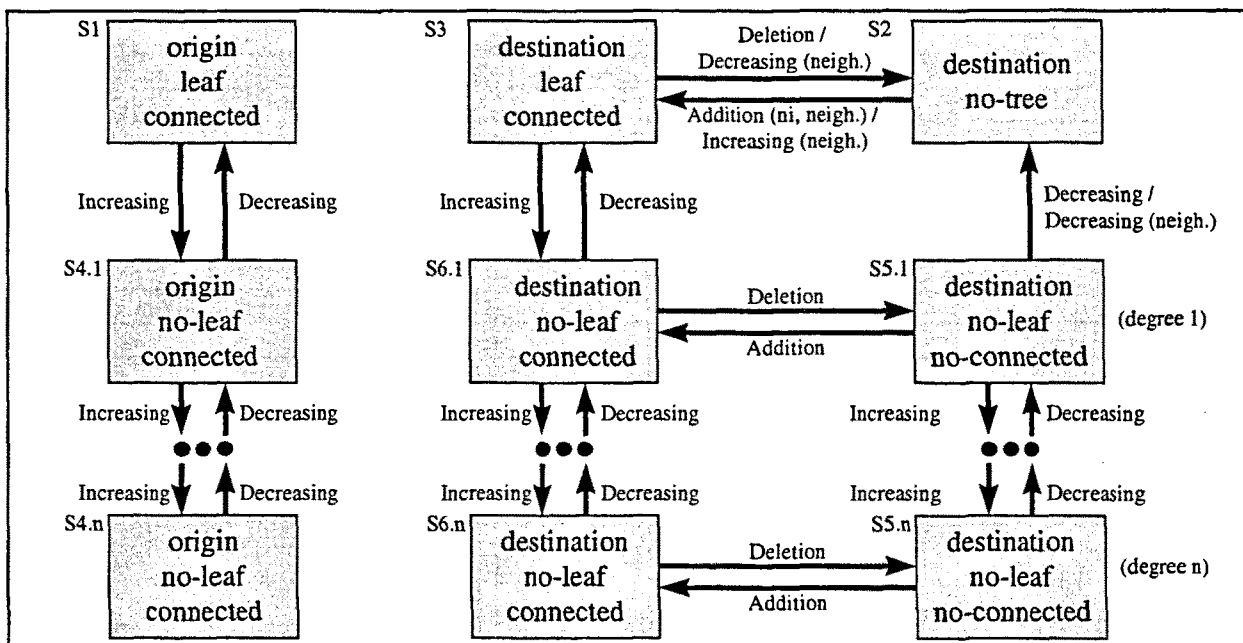 S1
origin
leaf
connected
S3
destination
leaf
connected
Deletion /
Decreasing (neigh.)
Addition (ni, neigh.) /
Increasing (neigh.)
S2
destination
no-tree
Increasing
Decreasing
Increasing
Decreasing
Decreasing /
Decreasing (neigh.)
S4.1
origin
no-leaf
connected
S6.1
destination
no-leaf
connected
Deletion
Addition
S5.1
destination
no-leaf
no-connected
(degree 1)
Increasing
Decreasing
Increasing
Decreasing
Increasing
Decreasing
Increasing
Decreasing
Increasing
Decreasing
Increasing
Decreasing
S4.n
origin
no-leaf
connected
S6.n
destination
no-leaf
connected
Deletion
Addition
S5.n
destination
no-leaf
no-connected
(degree n)